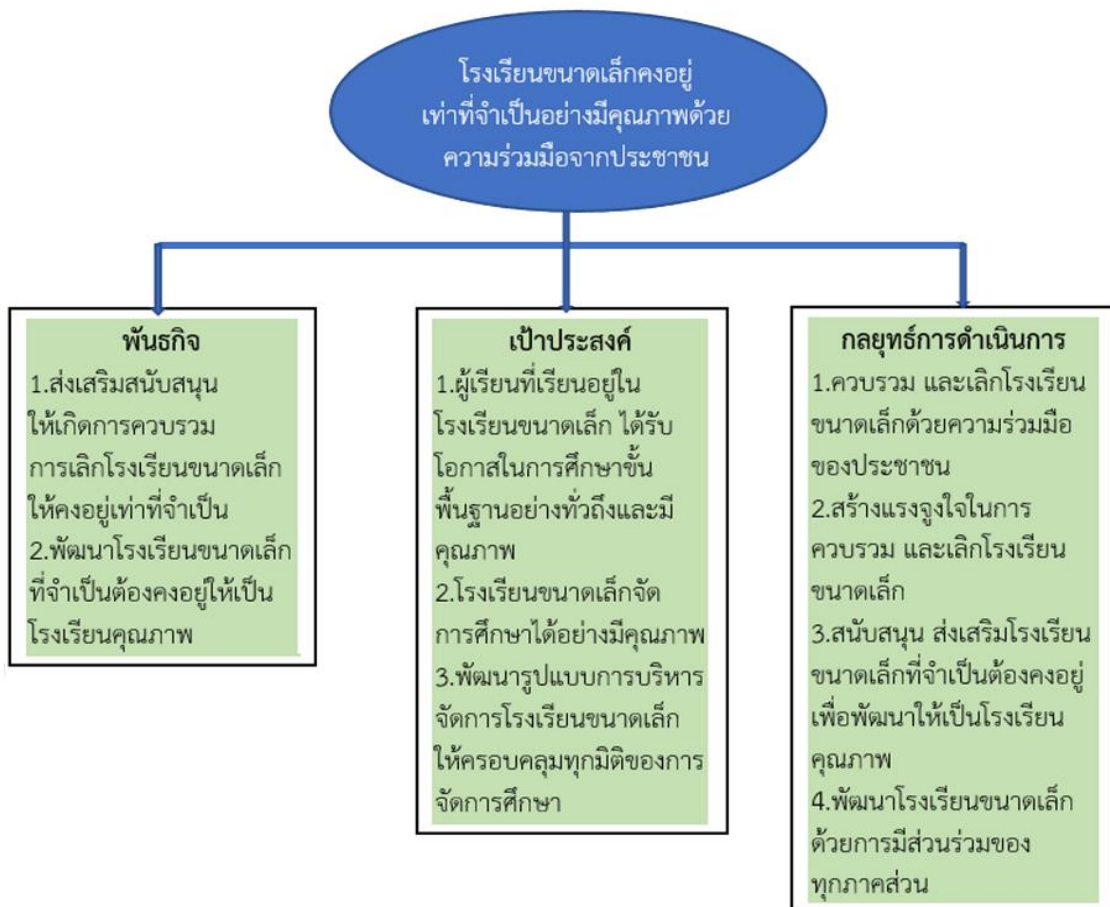 โรงเรียนขนาดเล็กคงอยู่
เท่าที่จำเป็นอย่างมีคุณภาพด้วย
ความร่วมมือจากประชาชน
พันธกิจ
1.ส่งเสริมสนับสนุน
ให้เกิดการควบรวม
การเลิกโรงเรียนขนาดเล็ก
ให้คงอยู่เท่าที่จำเป็น
2.พัฒนาโรงเรียนขนาดเล็ก
ที่จำเป็นต้องคงอยู่ให้เป็น
โรงเรียนคุณภาพ
เป้าประสงค์
1.ผู้เรียนที่เรียนอยู่ใน
โรงเรียนขนาดเล็ก ได้รับ
โอกาสในการศึกษาขั้น
พื้นฐานอย่างทั่วถึงและมี
คุณภาพ
2.โรงเรียนขนาดเล็กจัด
การศึกษาได้อย่างมีคุณภาพ
3.พัฒนารูปแบบการบริหาร
จัดการโรงเรียนขนาดเล็ก
ให้ครอบคลุมทุกมิติของการ
จัดการศึกษา
กลยุทธ์การดำเนินการ
1.ควบรวม และเลิกโรงเรียน
ขนาดเล็กด้วยความร่วมมือ
ของประชาชน
2.สร้างแรงจูงใจในการ
ควบรวม และเลิกโรงเรียน
ขนาดเล็ก
3.สนับสนุน ส่งเสริมโรงเรียน
ขนาดเล็กที่จำเป็นต้องคงอยู่
เพื่อพัฒนาให้เป็นโรงเรียน
คุณภาพ
4.พัฒนาโรงเรียนขนาดเล็ก
ด้วยการมีส่วนร่วมของ
ทุกภาคส่วน